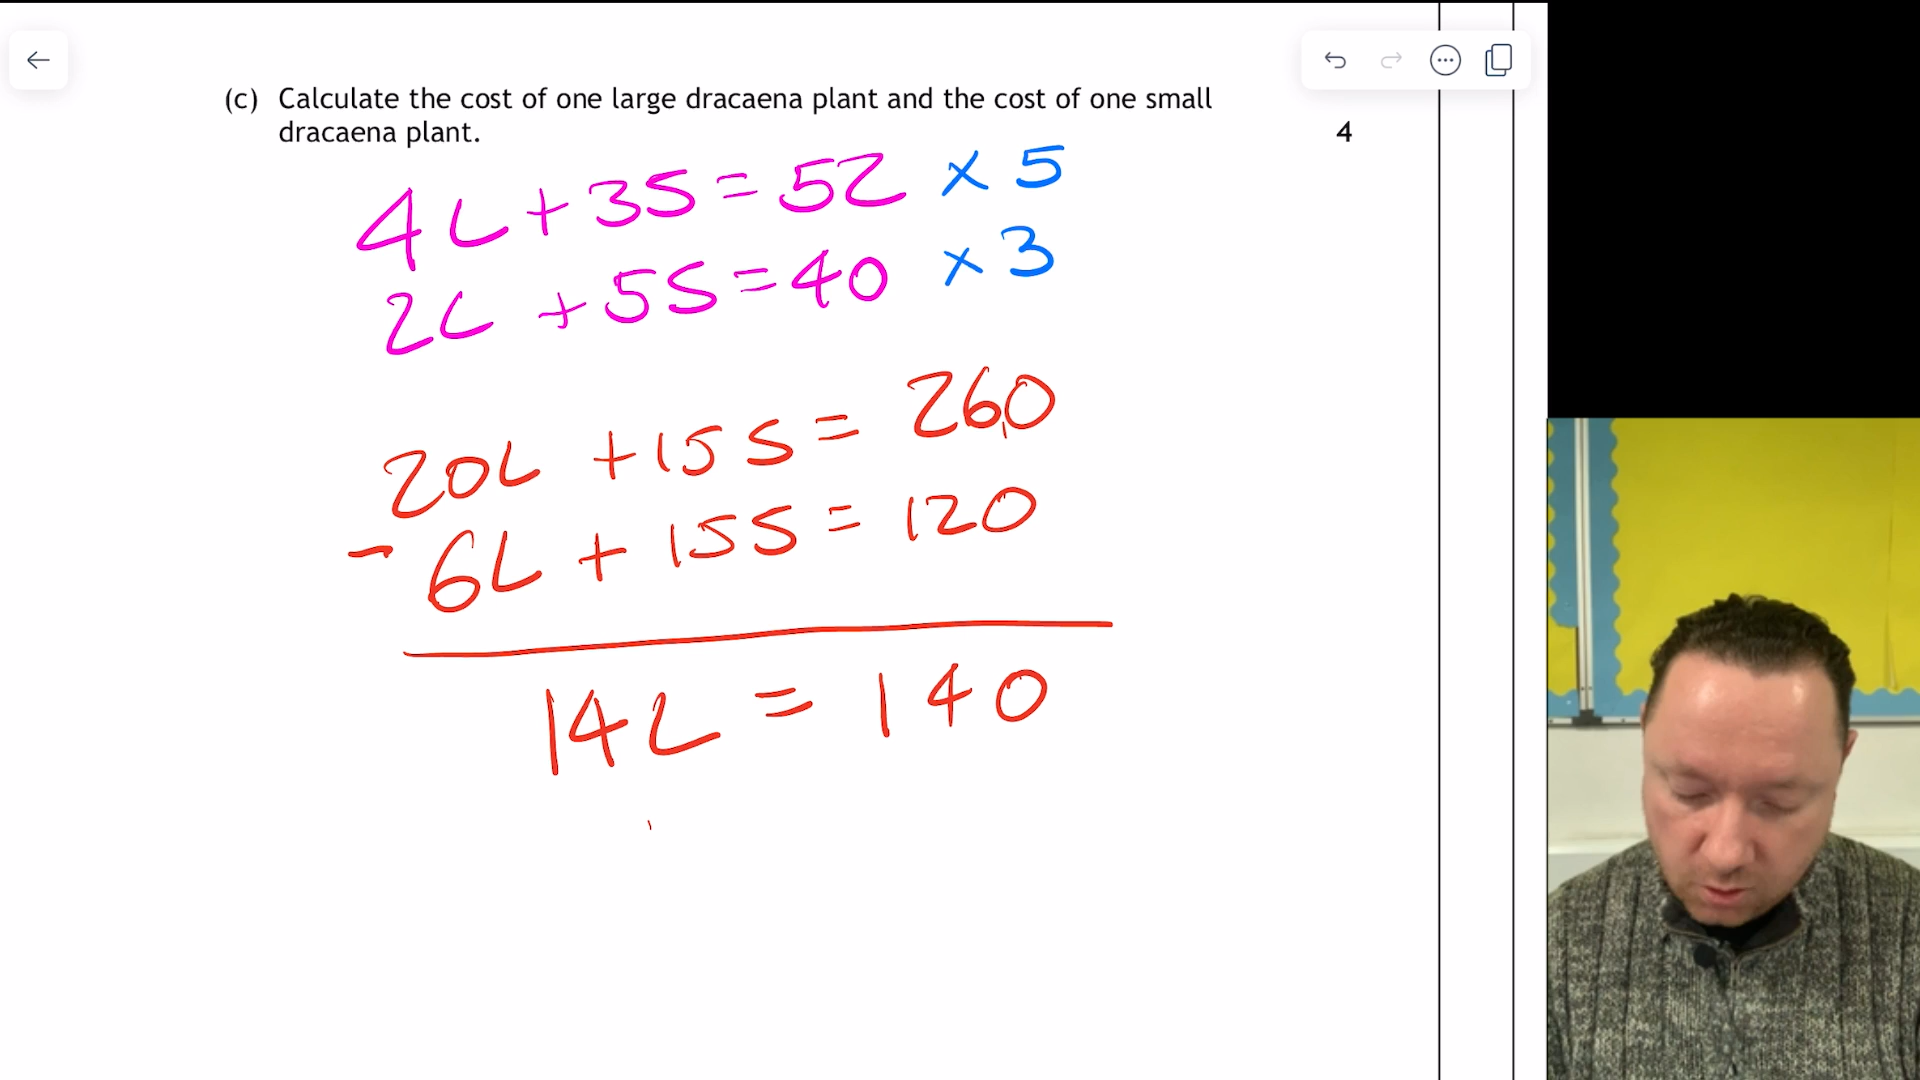 (c) Calculate the cost of one large dracaena plant and the cost of one small
dracaena plant. 4
4L + 3S = 52 × 5
2L + 5S = 40 × 3
20L + 15S = 260
- 6L + 15S = 120
14L = 140